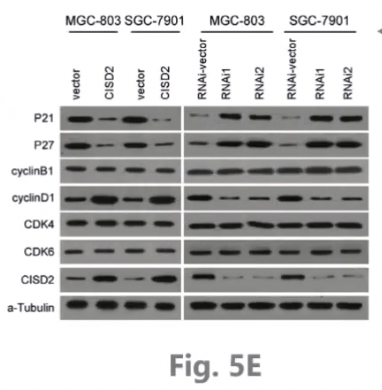 MGC-803 SGC-7901 MGC-803 SGC-7901
vector CISD2 vector CISD2 RNAi-vector RNAi1 RNAi2 RNAi-vector RNAi1 RNAi2
P21
P27
cyclinB1
cyclinD1
CDK4
CDK6
CISD2
a-Tubulin
Fig. 5E